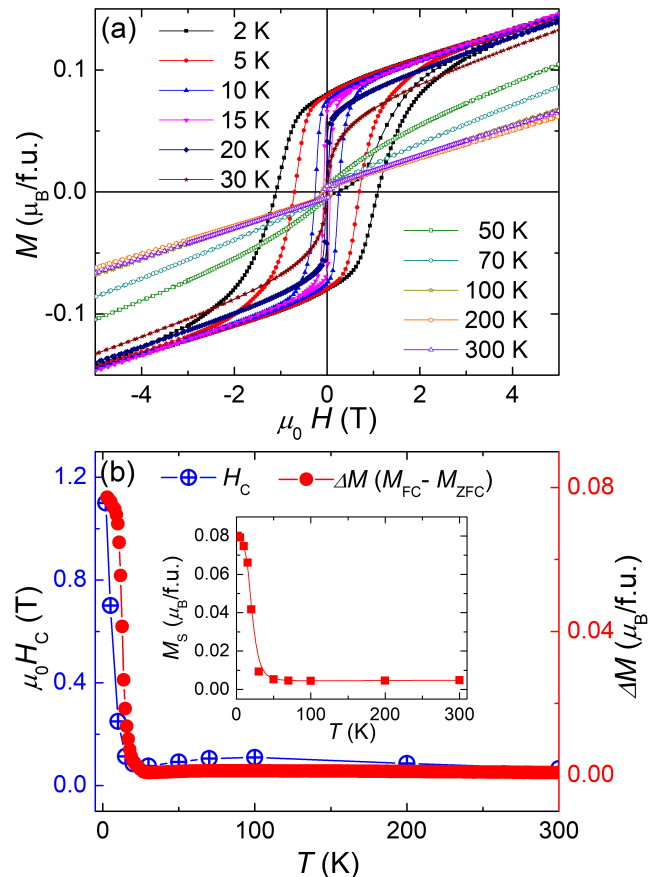 (a)
2 K
5 K
10 K
15 K
20 K
30 K
50 K
70 K
100 K
200 K
300 K
0.1
0.0
-0.1
M (μB/f.u.)
-4 -2 0 2 4
μ0 H (T)
(b)
HC ΔM (MFC- MZFC)
1.2
0.8
0.4
0.0
μ0HC (T)
0.08
0.04
0.00
ΔM (μB/f.u.)
0.08
0.06
0.04
0.02
0.00
MS (μB/f.u.)
0 100 200 300
T (K)
0 100 200 300
T (K)